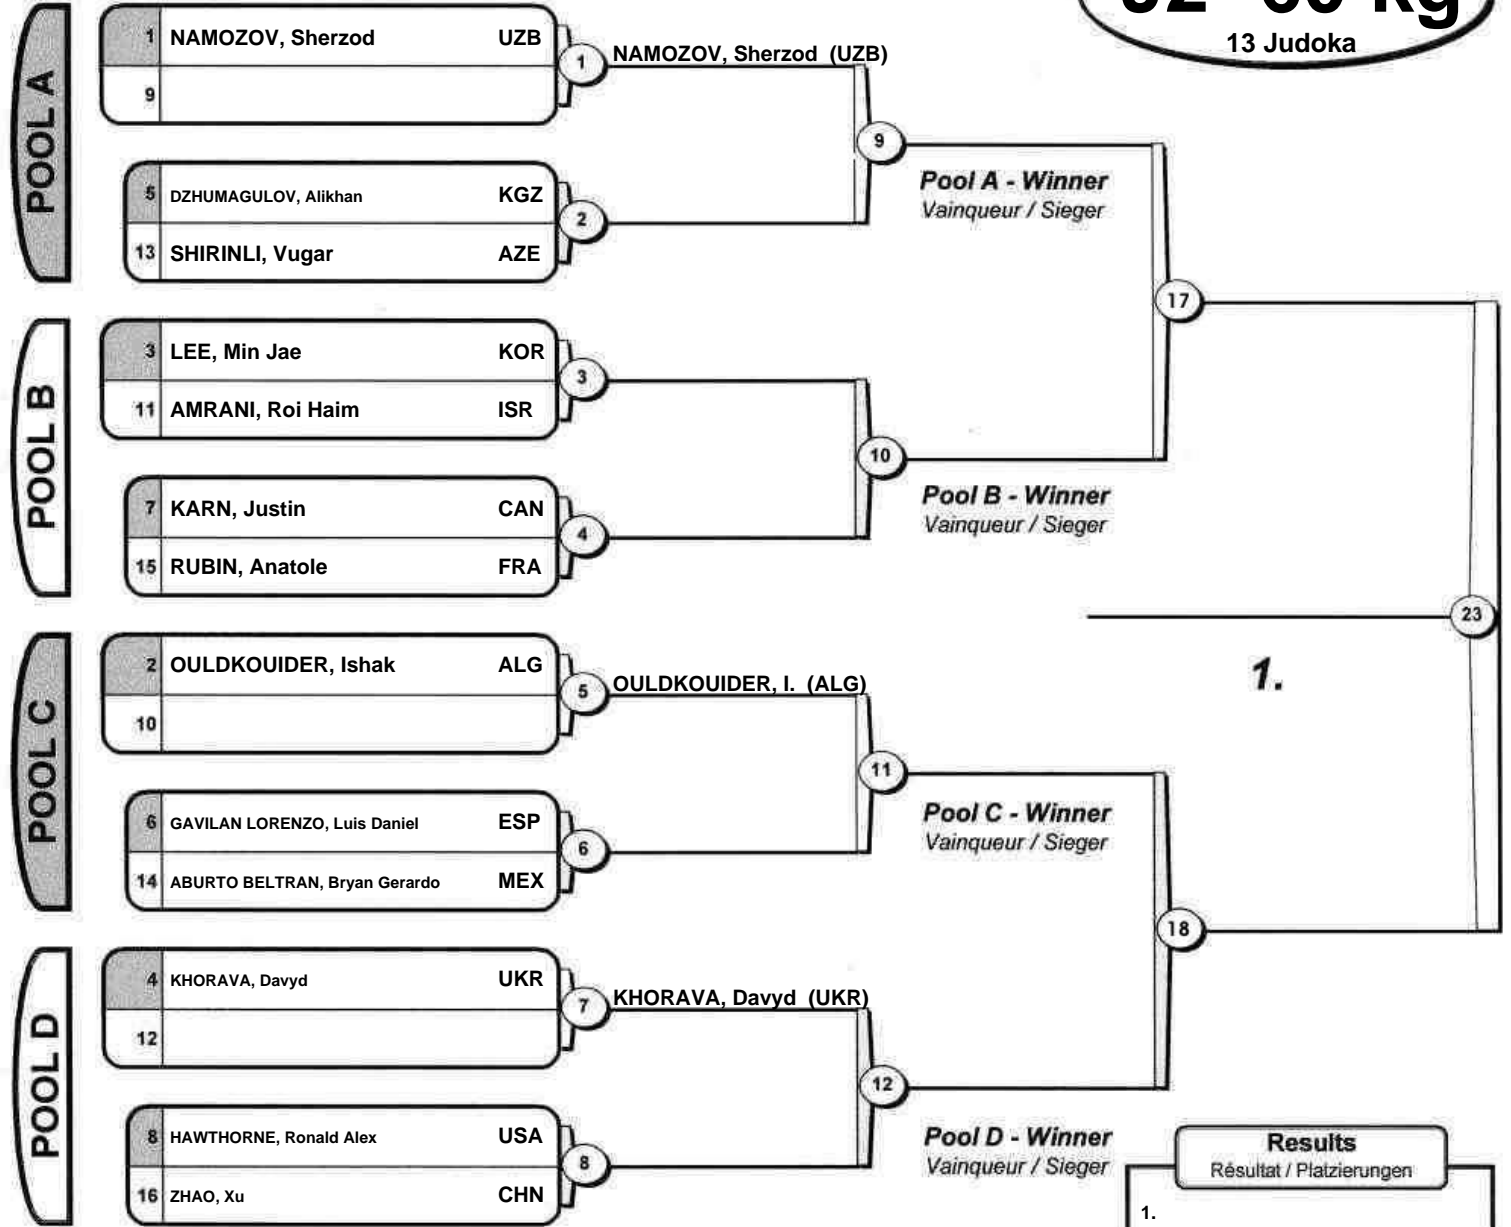 13 Judoka
POOL A
1 NAMOZOV, Sherzod UZB
9
1
NAMOZOV, Sherzod (UZB)
5 DZHUMAGULOV, Alikhan KGZ
13 SHIRINLI, Vugar AZE
2
9
Pool A - Winner
Vainqueur / Sieger
POOL B
3 LEE, Min Jae KOR
11 AMRANI, Roi Haim ISR
3
7 KARN, Justin CAN
15 RUBIN, Anatole FRA
4
10
Pool B - Winner
Vainqueur / Sieger
17
POOL C
2 OULDKOUIDER, Ishak ALG
10
5
OULDKOUIDER, I. (ALG)
6 GAVILAN LORENZO, Luis Daniel ESP
14 ABURTO BELTRAN, Bryan Gerardo MEX
6
11
Pool C - Winner
Vainqueur / Sieger
POOL D
4 KHORAVA, Davyd UKR
12
7
KHORAVA, Davyd (UKR)
8 HAWTHORNE, Ronald Alex USA
16 ZHAO, Xu CHN
8
12
Pool D - Winner
Vainqueur / Sieger
18
23
1.
Results
Résultat / Platzierungen
1.